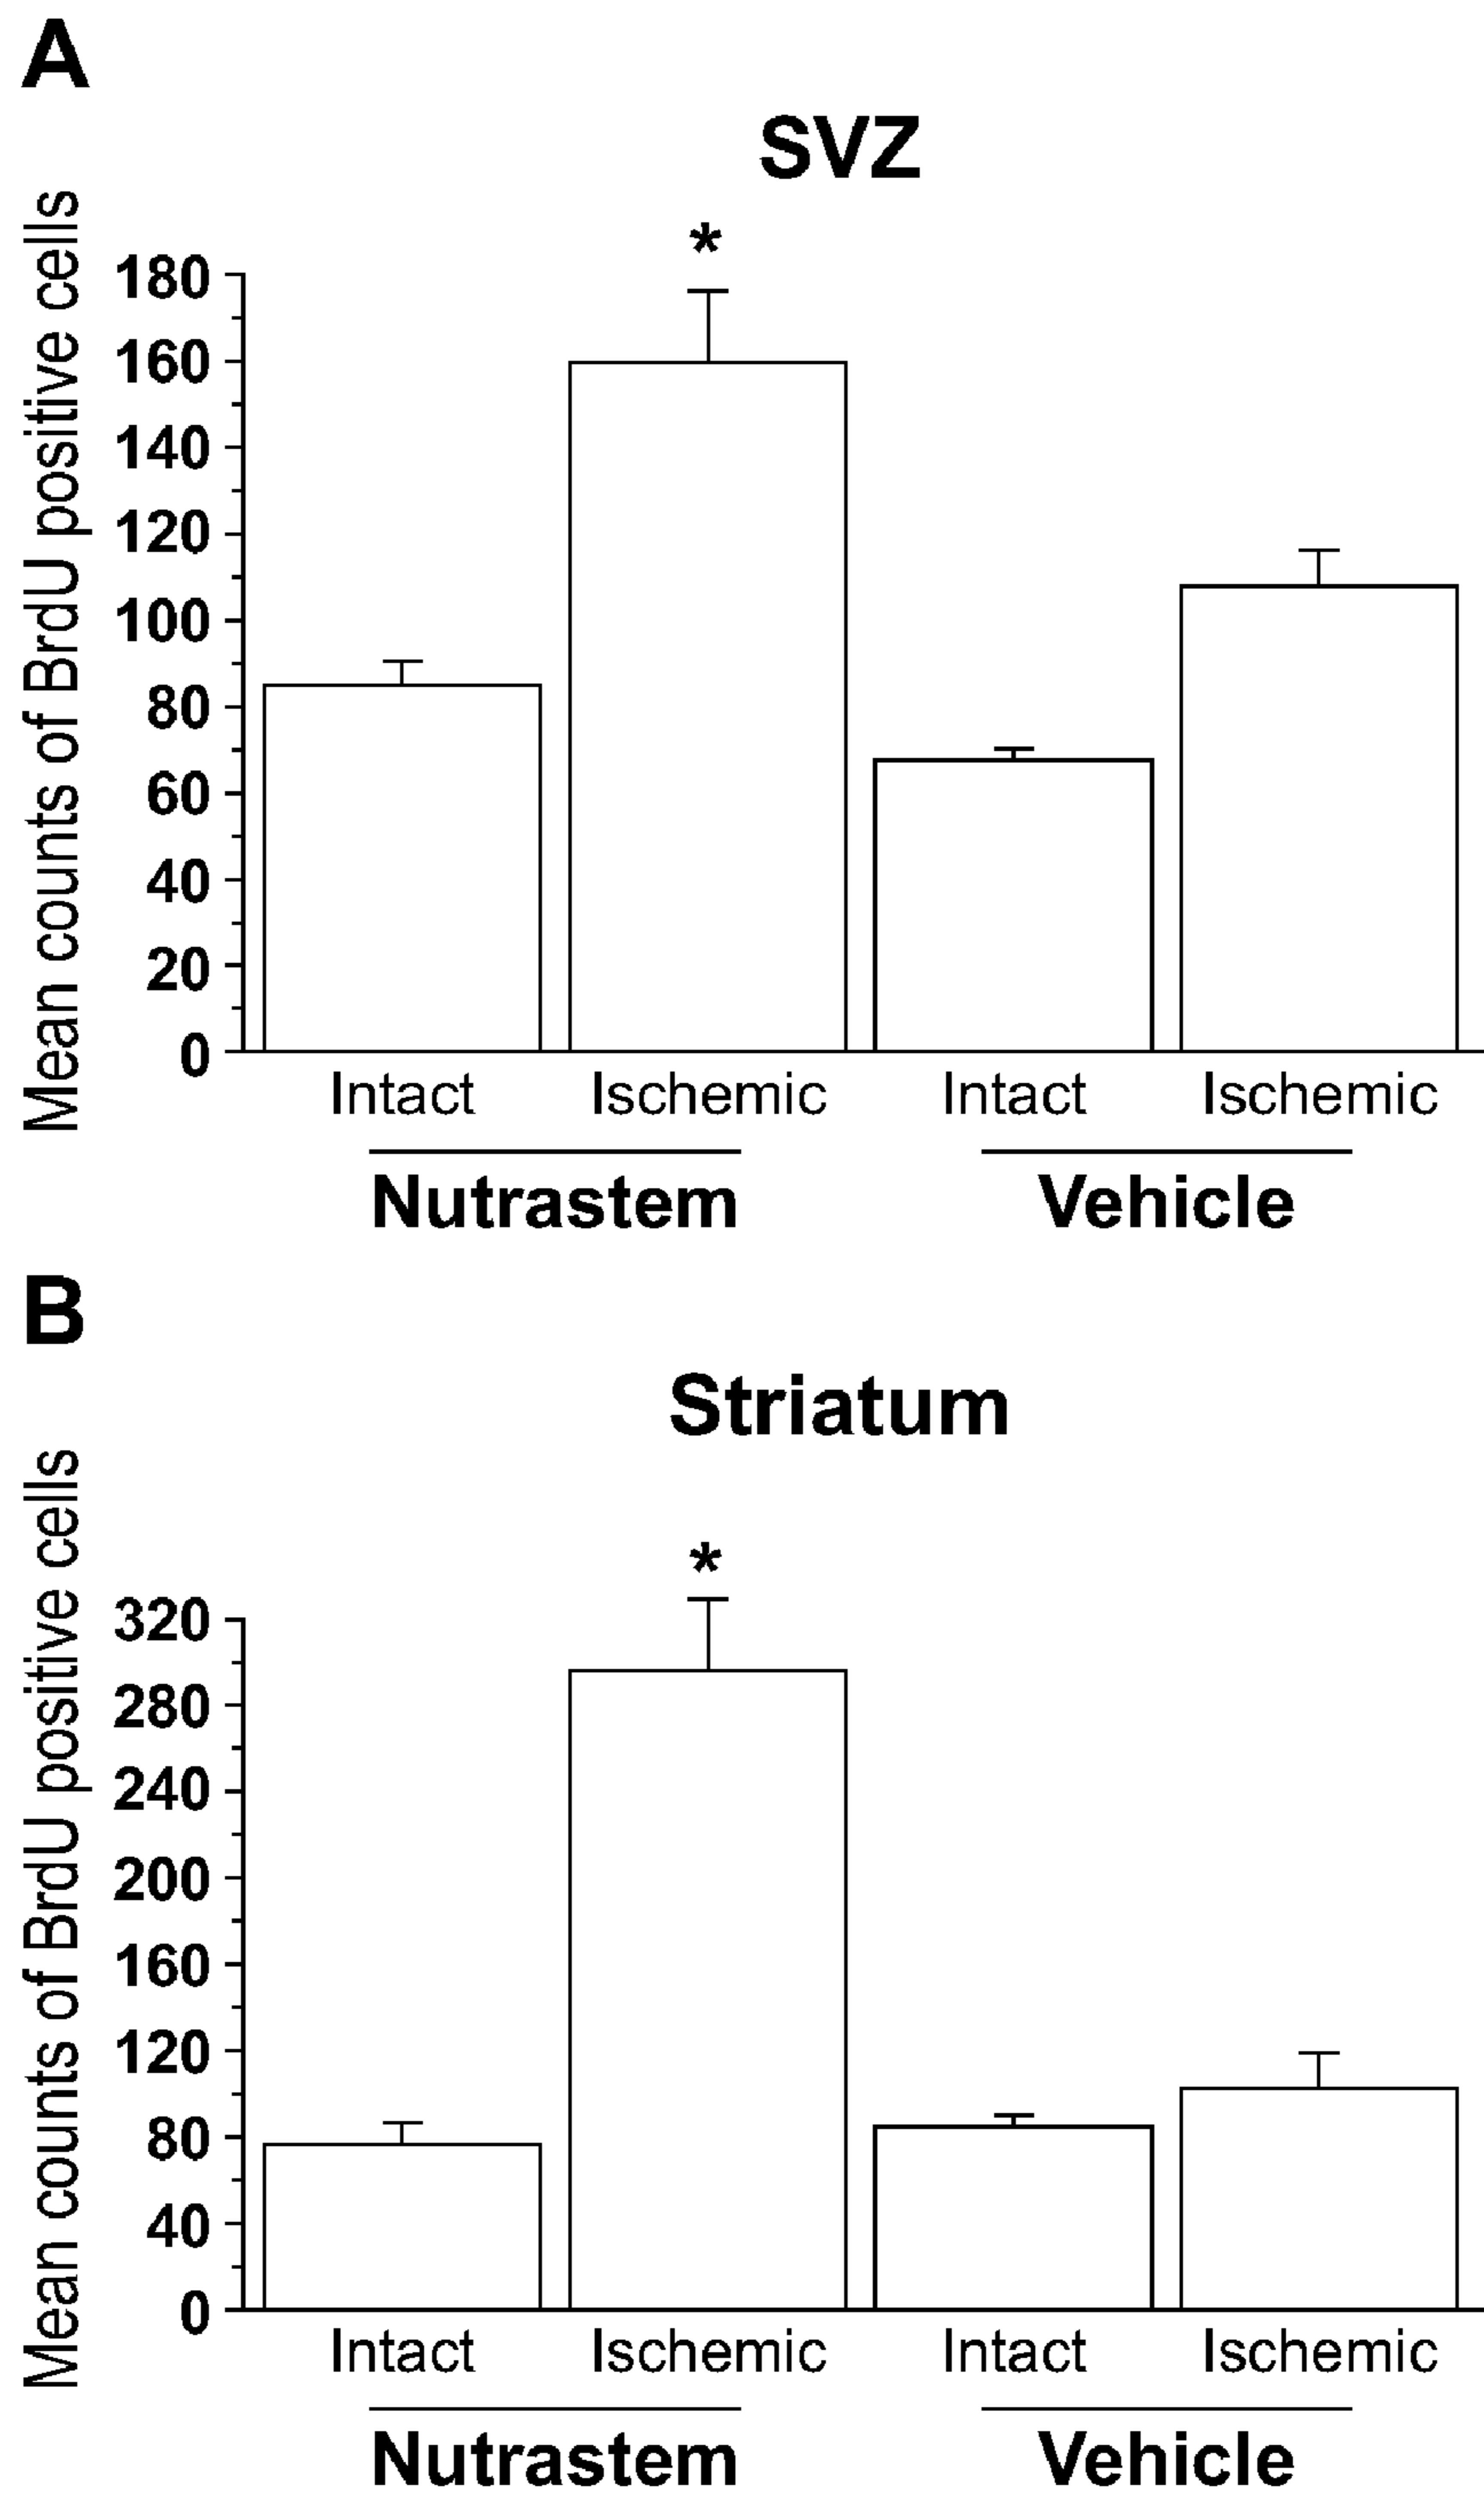 A
SVZ
*
Mean counts of BrdU positive cells
180
160
140
120
100
80
60
40
20
0
Intact Ischemic Intact Ischemic
Nutrastem Vehicle
B
Striatum
*
Mean counts of BrdU positive cells
320
280
240
200
160
120
80
40
0
Intact Ischemic Intact Ischemic
Nutrastem Vehicle